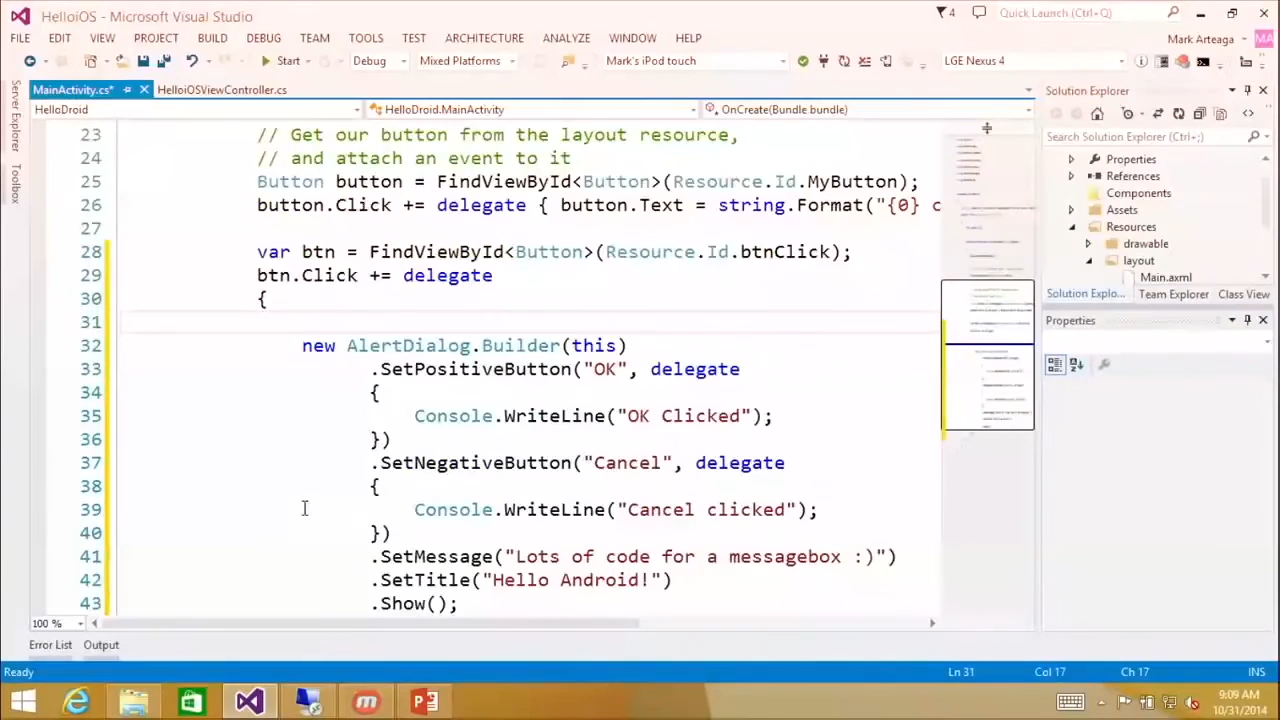 HelloiOS - Microsoft Visual Studio
4
Quick Launch (Ctrl+Q)
FILE EDIT VIEW PROJECT BUILD DEBUG TEAM TOOLS TEST ARCHITECTURE ANALYZE WINDOW HELP
Mark Arteaga
MA
Start
Debug
Mixed Platforms
Mark's iPod touch
LGE Nexus 4
Server Explorer
Toolbox
MainActivity.cs*
HelloiOSViewController.cs
HelloDroid
HelloDroid.MainActivity
OnCreate(Bundle bundle)
23 // Get our button from the layout resource,
24 // and attach an event to it
25 Button button = FindViewById<Button>(Resource.Id.MyButton);
26 button.Click += delegate { button.Text = string.Format("{0} c
27
28 var btn = FindViewById<Button>(Resource.Id.btnClick);
29 btn.Click += delegate
30 {
31
32 new AlertDialog.Builder(this)
33 .SetPositiveButton("OK", delegate
34 {
35 Console.WriteLine("OK Clicked");
36 })
37 .SetNegativeButton("Cancel", delegate
38 {
39 Console.WriteLine("Cancel clicked");
40 })
41 .SetMessage("Lots of code for a messagebox :)")
42 .SetTitle("Hello Android!")
43 .Show();
100 %
Solution Explorer
Search Solution Explorer (Ctrl+;)
Properties
References
Components
Assets
Resources
drawable
layout
Main.axml
Solution Explo...
Team Explorer
Class View
Properties
Error List
Output
Ready
Ln 31
Col 17
Ch 17
INS
9:09 AM
10/31/2014